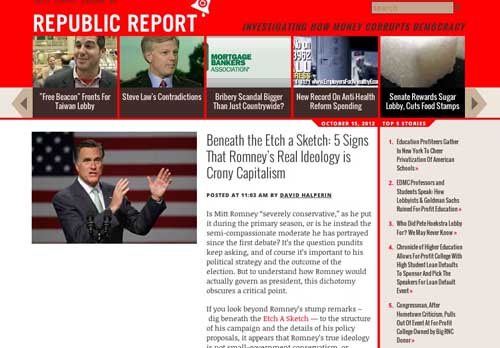 REPUBLIC REPORT
search
INVESTIGATING HOW MONEY CORRUPTS DEMOCRACY
MORTGAGE
BANKERS
ASSOCIATION
"Free Beacon" Fronts For
Taiwan Lobby
Steve Law's Contradictions
Bribery Scandal Bigger
Than Just Countrywide?
New Record On Anti-Health
Reform Spending
Senate Rewards Sugar
Lobby, Cuts Food Stamps
OCTOBER 15, 2012
Beneath the Etch a Sketch: 5 Signs
That Romney's Real Ideology is
Crony Capitalism
POSTED AT 11:03 AM BY DAVID HALPERIN
Is Mitt Romney "severely conservative," as he put
it during the primary season, or is he instead the
semi-compassionate moderate he has portrayed
since the first debate? It's the question pundits
keep asking, and of course it's important to his
political strategy and the outcome of the
election. But to understand how Romney would
actually govern as president, this dichotomy
obscures a critical point.
If you look beyond Romney's stump remarks –
dig beneath the Etch A Sketch — to the structure
of his campaign and the details of his policy
proposals, it appears that Romney's true ideology
is not small-government conservatism, or
TOP 5 STORIES
1. Education Profiteers Gather
In New York To Cheer
Privatization Of American
Schools »
2. EDMC Professors and
Students Speak: How
Lobbyists & Goldman Sachs
Ruined For Profit Education »
3. Who Did Pete Hoekstra Lobby
For? We May Never Know »
4. Chronicle of Higher Education
Allows For-Profit College With
High Student Loan Defaults
To Sponsor And Pick The
Speakers For Loan Default
Event »
5. Congressman, After
Hometown Criticism, Pulls
Out Of Event At For-Profit
College Owned by Big RNC
Donor »